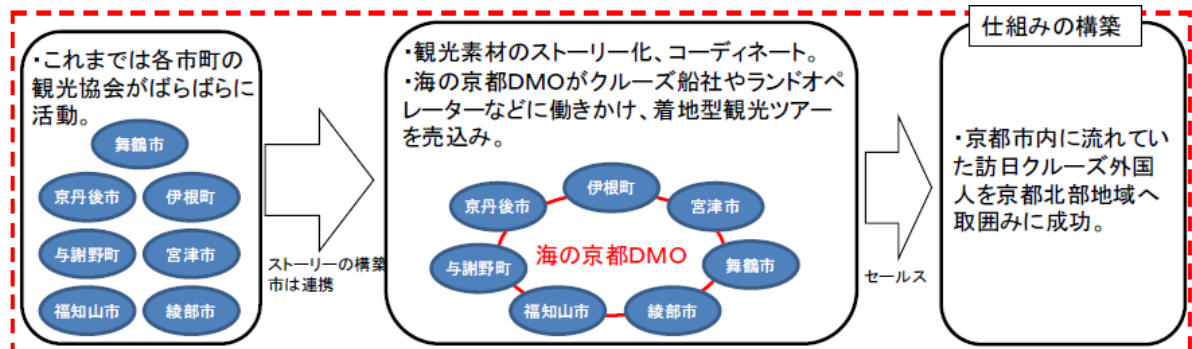 ・これまでは各市町の
観光協会がばらばらに
活動。
舞鶴市
京丹後市
伊根町
与謝野町
宮津市
福知山市
綾部市
ストーリーの構築
市は連携
・観光素材のストーリー化、コーディネート。
・海の京都DMOがクルーズ船社やランドオペ
レーターなどに働きかけ、着地型観光ツアー
を売込み。
伊根町
京丹後市
宮津市
与謝野町
海の京都DMO
舞鶴市
福知山市
綾部市
セールス
仕組みの構築
・京都市内に流れてい
た訪日クルーズ外国
人を京都北部地域へ
取囲みに成功。